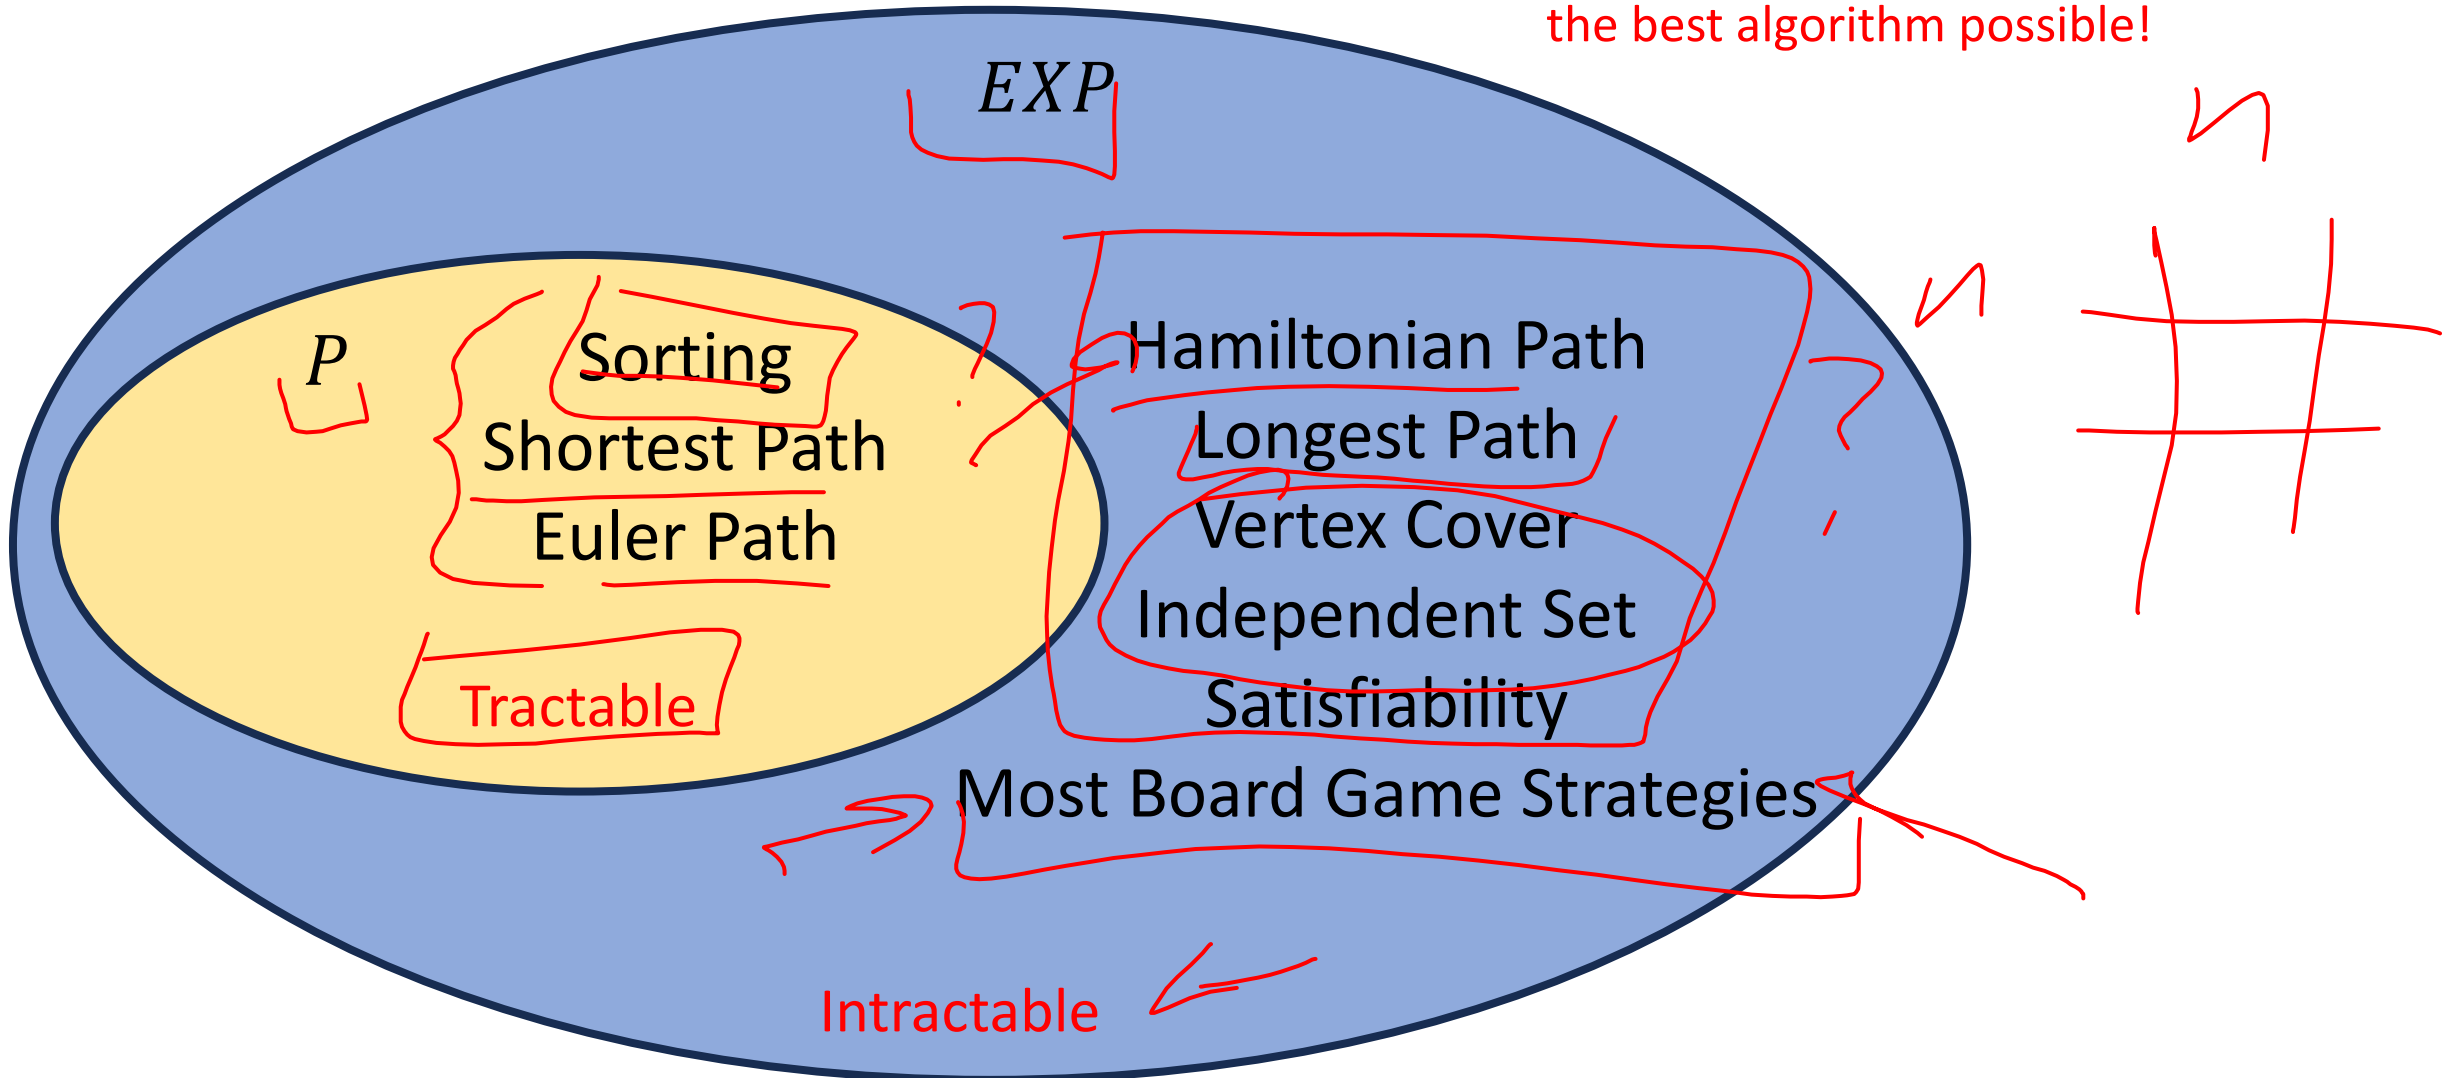 the best algorithm possible!
EXP
n
n
P
Sorting
Shortest Path
Euler Path
Tractable
?
Hamiltonian Path
Longest Path
Vertex Cover
Independent Set
Satisfiability
?
Most Board Game Strategies
Intractable